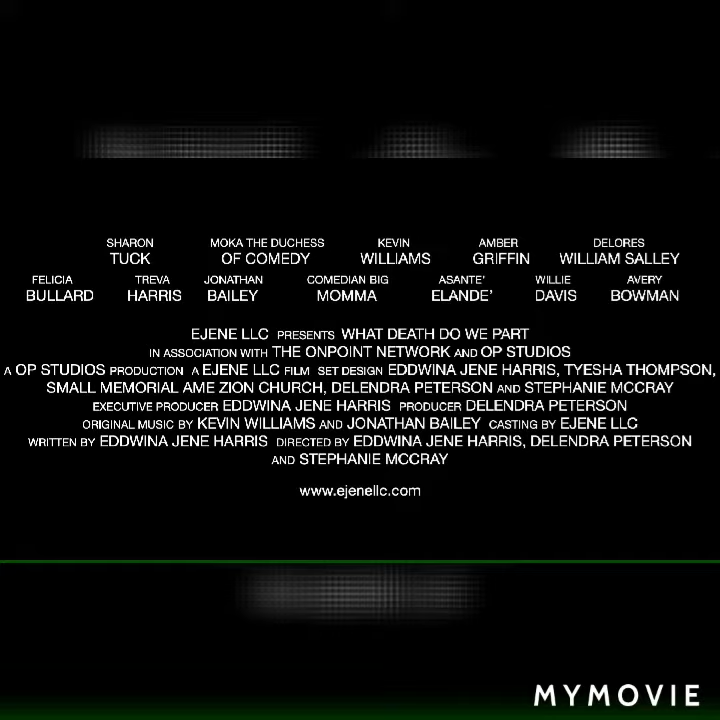 SHARON MOKA THE DUCHESS KEVIN AMBER DELORES
TUCK OF COMEDY WILLIAMS GRIFFIN WILLIAM SALLEY
FELICIA TREVA JONATHAN COMEDIAN BIG ASANTE' WILLIE AVERY
BULLARD HARRIS BAILEY MOMMA ELANDE' DAVIS BOWMAN
EJENE LLC PRESENTS WHAT DEATH DO WE PART
IN ASSOCIATION WITH THE ONPOINT NETWORK AND OP STUDIOS
A OP STUDIOS PRODUCTION A EJENE LLC FILM SET DESIGN EDDWINA JENE HARRIS, TYESHA THOMPSON,
SMALL MEMORIAL AME ZION CHURCH, DELENDRA PETERSON AND STEPHANIE MCCRAY
EXECUTIVE PRODUCER EDDWINA JENE HARRIS PRODUCER DELENDRA PETERSON
ORIGINAL MUSIC BY KEVIN WILLIAMS AND JONATHAN BAILEY CASTING BY EJENE LLC
WRITTEN BY EDDWINA JENE HARRIS DIRECTED BY EDDWINA JENE HARRIS, DELENDRA PETERSON
AND STEPHANIE MCCRAY
www.ejenellc.com
MYMOVIE